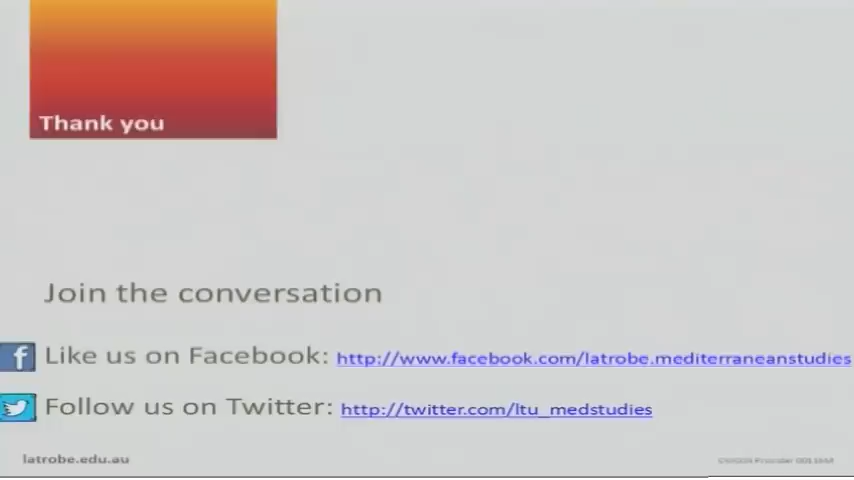 Thank you
Join the conversation
f Like us on Facebook: http://www.facebook.com/latrobe.mediterraneanstudies
Follow us on Twitter: http://twitter.com/ltu_medstudies
latrobe.edu.au